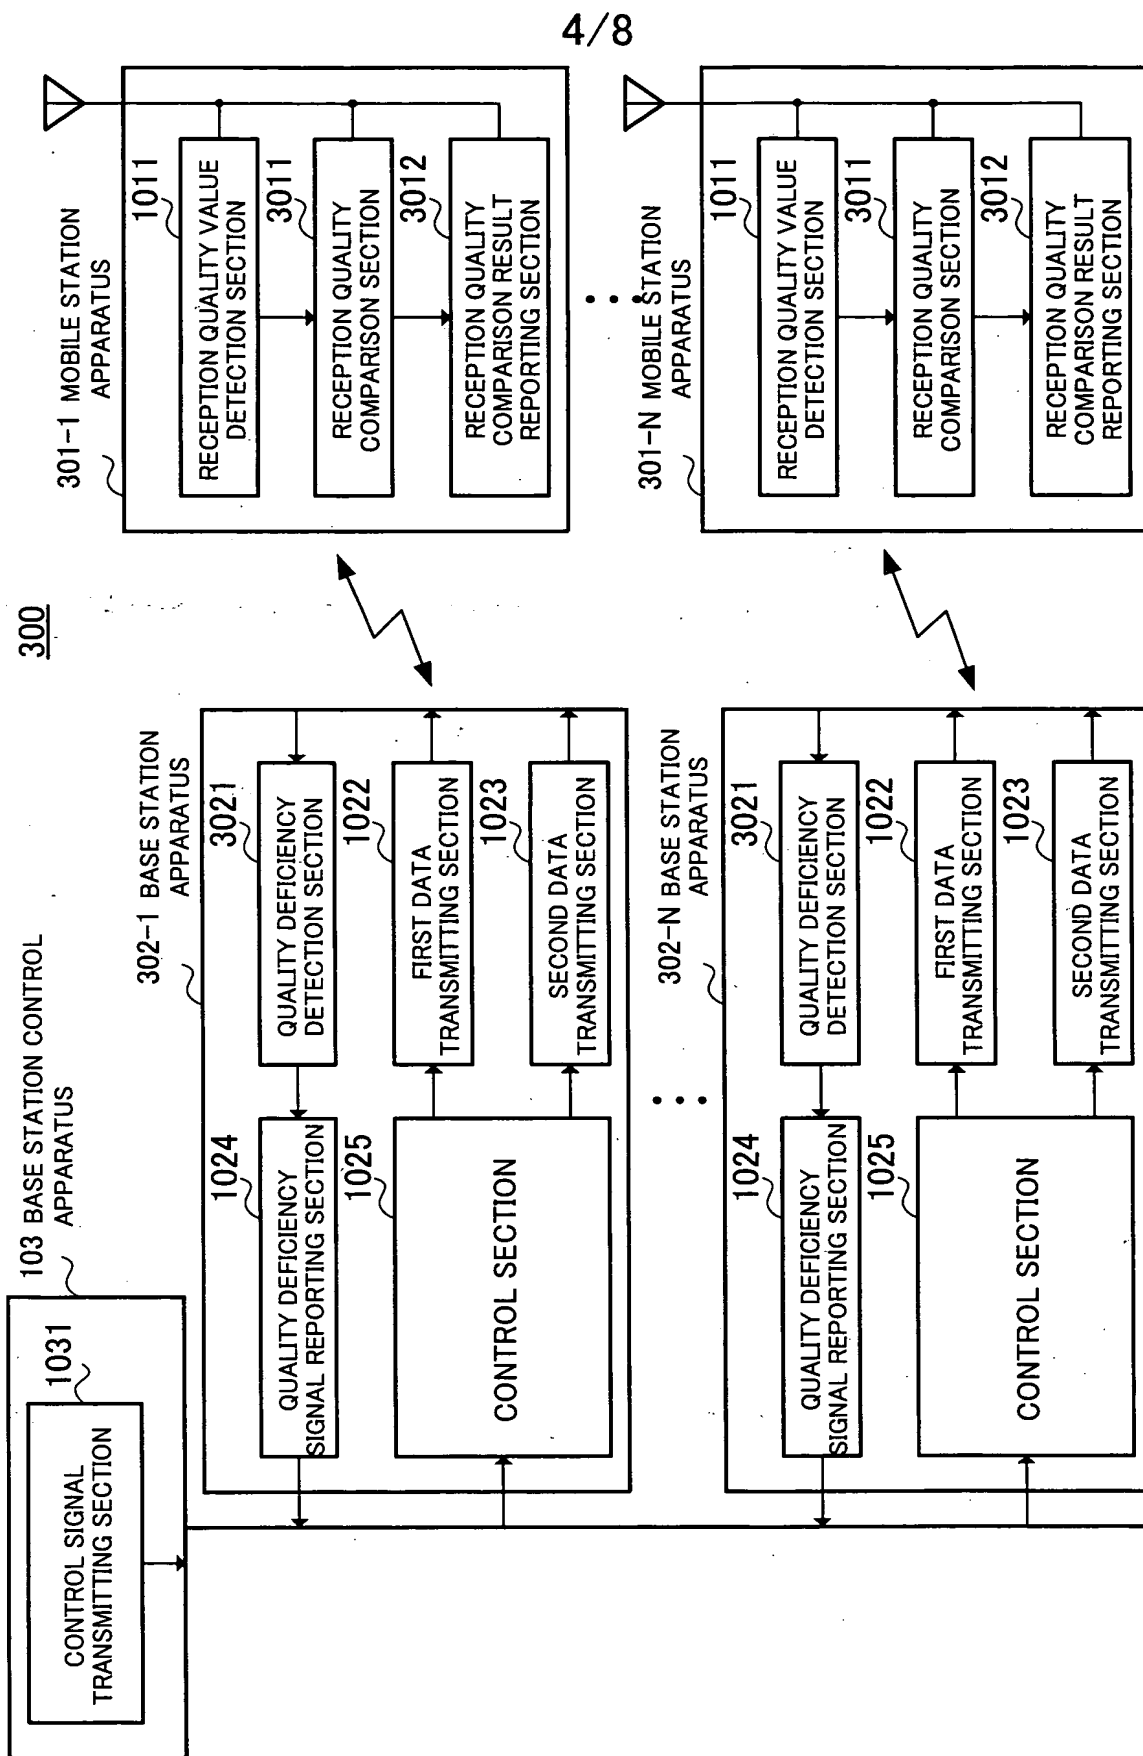 4/8
300
103 BASE STATION CONTROL
APPARATUS
1031
CONTROL SIGNAL
TRANSMITTING SECTION
302-1 BASE STATION
APPARATUS
1024
QUALITY DEFICIENCY
SIGNAL REPORTING SECTION
3021
QUALITY DEFICIENCY
DETECTION SECTION
1025
CONTROL SECTION
1022
FIRST DATA
TRANSMITTING SECTION
1023
SECOND DATA
TRANSMITTING SECTION
301-1 MOBILE STATION
APPARATUS
1011
RECEPTION QUALITY VALUE
DETECTION SECTION
3011
RECEPTION QUALITY
COMPARISON SECTION
3012
RECEPTION QUALITY
COMPARISON RESULT
REPORTING SECTION
302-N BASE STATION
APPARATUS
1024
QUALITY DEFICIENCY
SIGNAL REPORTING SECTION
3021
QUALITY DEFICIENCY
DETECTION SECTION
1025
CONTROL SECTION
1022
FIRST DATA
TRANSMITTING SECTION
1023
SECOND DATA
TRANSMITTING SECTION
301-N MOBILE STATION
APPARATUS
1011
RECEPTION QUALITY VALUE
DETECTION SECTION
3011
RECEPTION QUALITY
COMPARISON SECTION
3012
RECEPTION QUALITY
COMPARISON RESULT
REPORTING SECTION